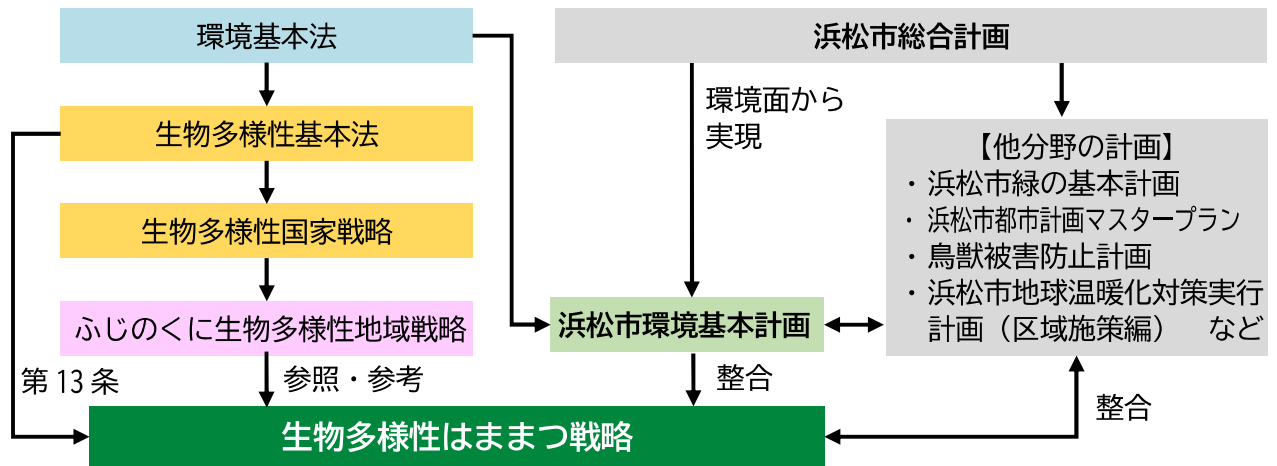 環境基本法
生物多様性基本法
生物多様性国家戦略
ふじのくに生物多様性地域戦略
第13条
参照・参考
浜松市総合計画
環境面から
実現
【他分野の計画】
・浜松市緑の基本計画
・浜松市都市計画マスタープラン
・鳥獣被害防止計画
・浜松市地球温暖化対策実行
計画（区域施策編）　など
浜松市環境基本計画
整合
整合
生物多様性はままつ戦略